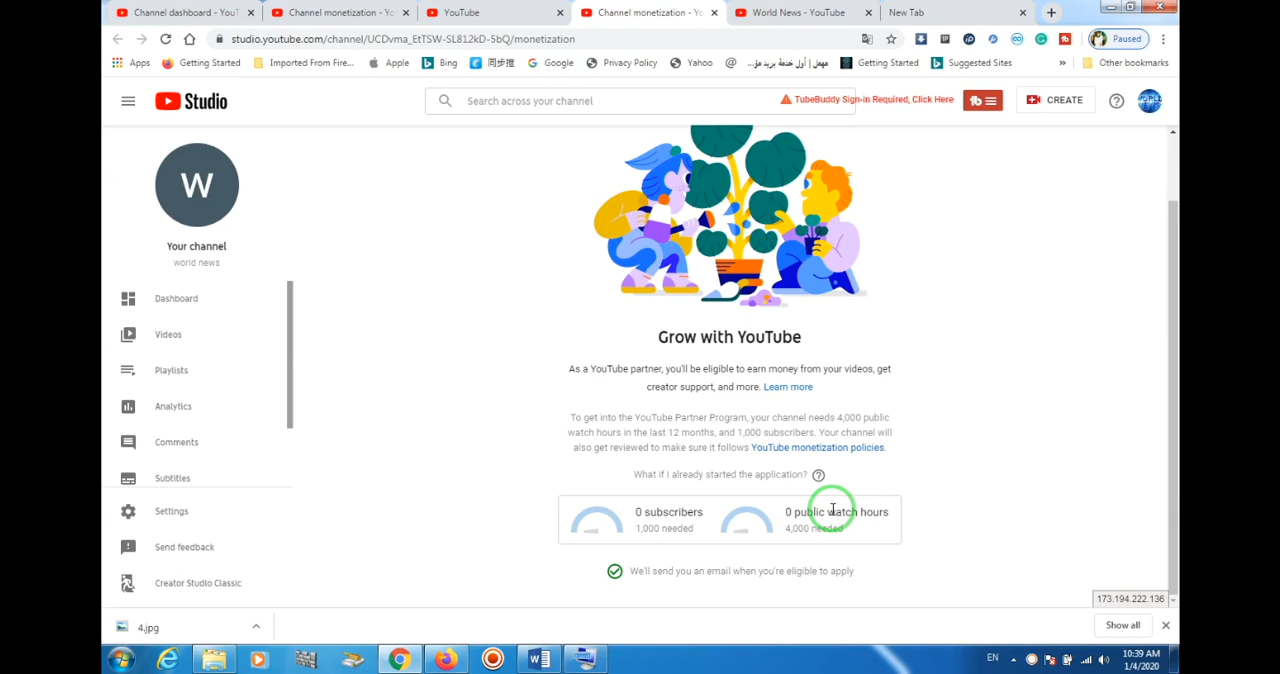 Channel dashboard - YouT
Channel monetization - Yo
YouTube
Channel monetization - Yo
World News - YouTube
New Tab
studio.youtube.com/channel/UCDvma_EtTSW-SL812kD-5bQ/monetization
Paused
Apps
Getting Started
Imported From Fire...
Apple
Bing
同步推
Google
Privacy Policy
Yahoo
مهمل | أول خدمة بريد مؤ...
Getting Started
Suggested Sites
»
Other bookmarks
Studio
Search across your channel
TubeBuddy Sign-in Required, Click Here
tb
CREATE
W
Your channel
world news
Dashboard
Videos
Playlists
Analytics
Comments
Subtitles
Settings
Send feedback
Creator Studio Classic
Grow with YouTube
As a YouTube partner, you'll be eligible to earn money from your videos, get
creator support, and more. Learn more
To get into the YouTube Partner Program, your channel needs 4,000 public
watch hours in the last 12 months, and 1,000 subscribers. Your channel will
also get reviewed to make sure it follows YouTube monetization policies.
What if I already started the application?
0 subscribers
1,000 needed
0 public watch hours
4,000 needed
We'll send you an email when you're eligible to apply
173.194.222.136
4.jpg
Show all
EN
10:39 AM
1/4/2020